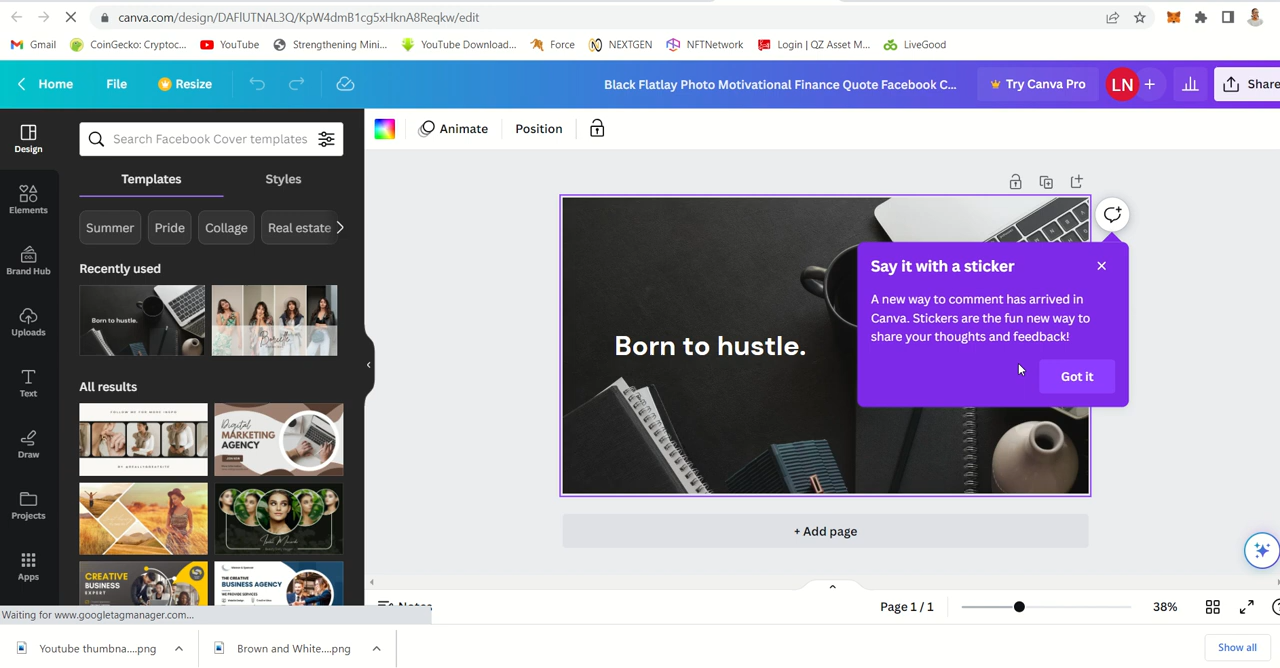 canva.com/design/DAFlUTNAL3Q/KpW4dmB1cg5xHknA8Reqkw/edit
Gmail CoinGecko: Cryptoc... YouTube Strengthening Mini... YouTube Download... Force NEXTGEN NFTNetwork Login | QZ Asset M... LiveGood
Home File Resize Black Flatlay Photo Motivational Finance Quote Facebook C... Try Canva Pro LN Share
Design
Elements
Brand Hub
Uploads
Text
Draw
Projects
Apps
Search Facebook Cover templates
Templates Styles
Summer Pride Collage Real estate
Recently used
Born to hustle.
All results
Digital
MARKETING
AGENCY
CREATIVE
BUSINESS
EXPERT
THE CREATIVE
BUSINESS AGENCY
Animate Position
Born to hustle.
Say it with a sticker
A new way to comment has arrived in
Canva. Stickers are the fun new way to
share your thoughts and feedback!
Got it
+ Add page
Notes Page 1 / 1 38%
Waiting for www.googletagmanager.com...
Youtube thumbna....png Brown and White....png Show all